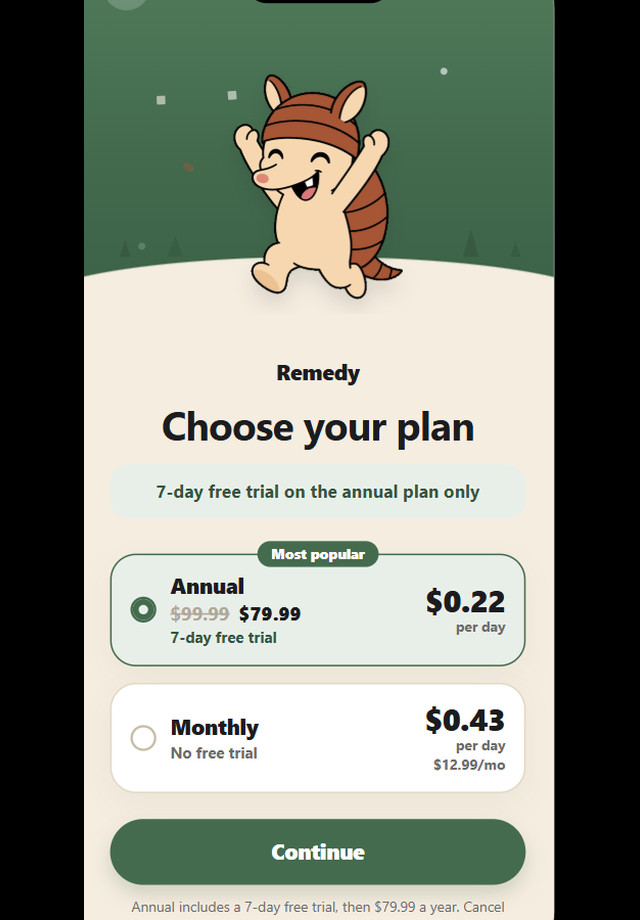 Remedy
Choose your plan
7-day free trial on the annual plan only
Most popular
Annual
$99.99 $79.99
7-day free trial
$0.22
per day
Monthly
No free trial
$0.43
per day
$12.99/mo
Continue
Annual includes a 7-day free trial, then $79.99 a year. Cancel